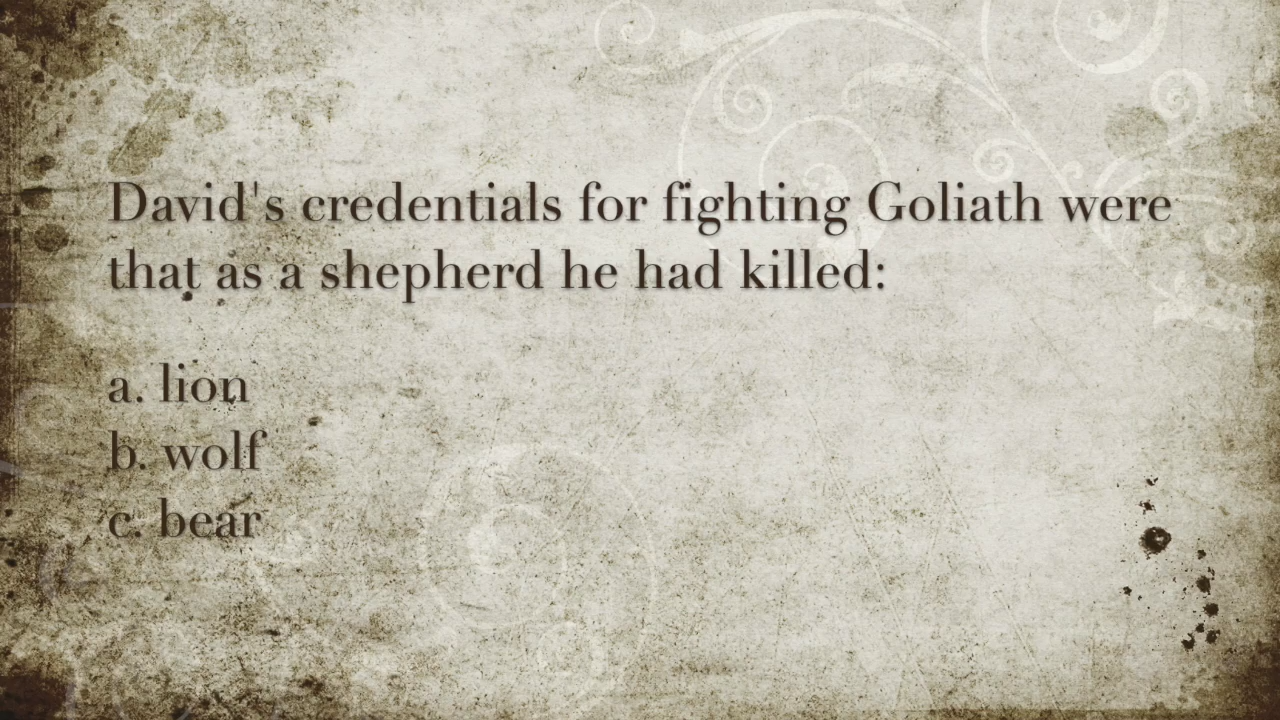 David's credentials for fighting Goliath were
that as a shepherd he had killed:
a. lion
b. wolf
c. bear